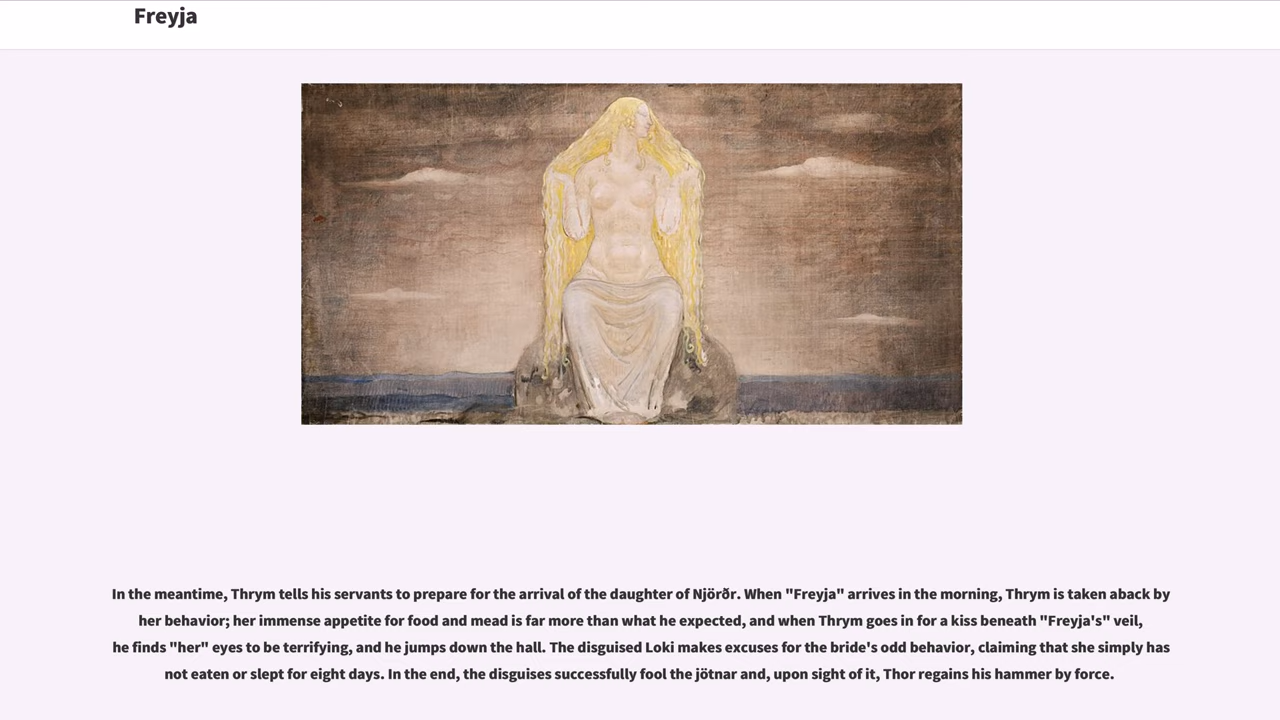 Freyja
In the meantime, Thrym tells his servants to prepare for the arrival of the daughter of Njörðr. When "Freyja" arrives in the morning, Thrym is taken aback by
her behavior; her immense appetite for food and mead is far more than what he expected, and when Thrym goes in for a kiss beneath "Freyja's" veil,
he finds "her" eyes to be terrifying, and he jumps down the hall. The disguised Loki makes excuses for the bride's odd behavior, claiming that she simply has
not eaten or slept for eight days. In the end, the disguises successfully fool the jötnar and, upon sight of it, Thor regains his hammer by force.